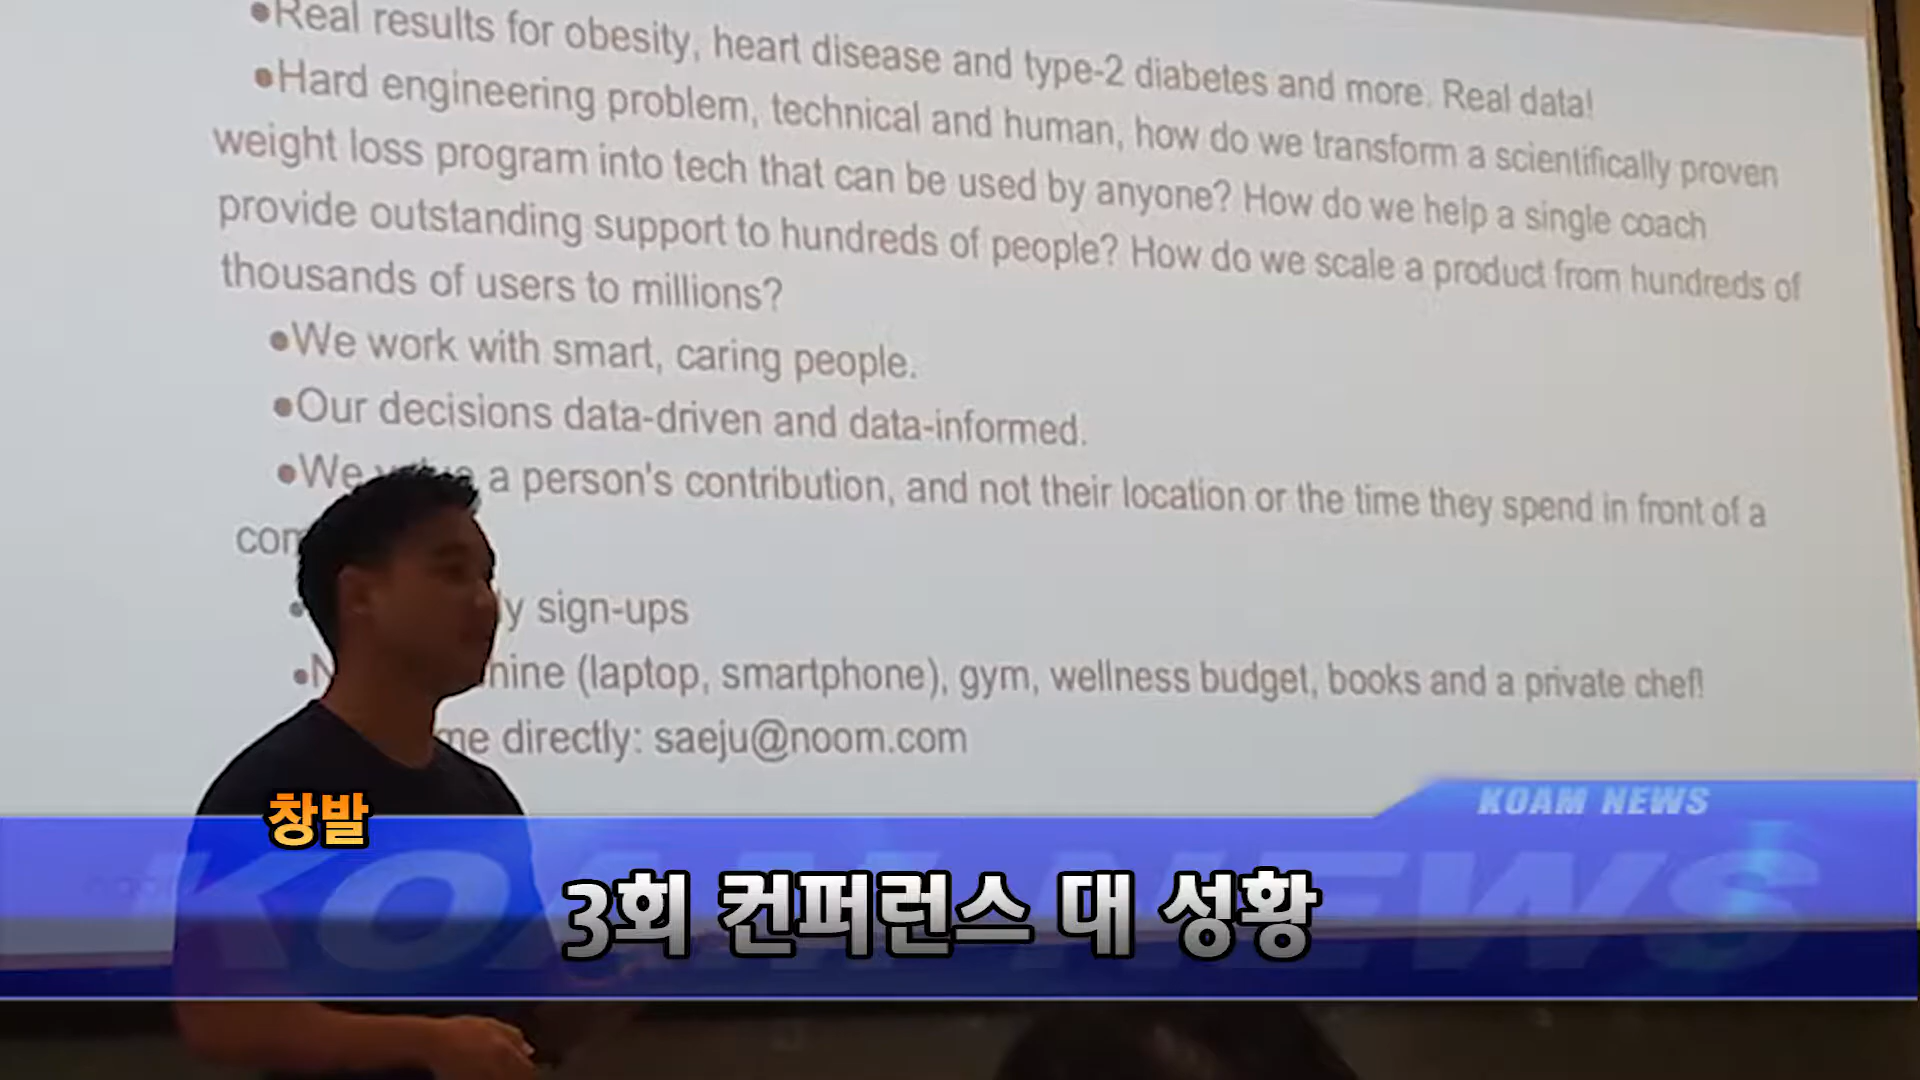 •Real results for obesity, heart disease and type-2 diabetes and more. Real data!
•Hard engineering problem, technical and human, how do we transform a scientifically proven
weight loss program into tech that can be used by anyone? How do we help a single coach
provide outstanding support to hundreds of people? How do we scale a product from hundreds of
thousands of users to millions?
•We work with smart, caring people.
•Our decisions data-driven and data-informed.
•We a person's contribution, and not their location or the time they spend in front of a
sign-ups
(laptop, smartphone), gym, wellness budget, books and a private chef!
me directly: saeju@noom.com
KOAM NEWS
창발
KOAM NEWS
3회 컨퍼런스 대 성황